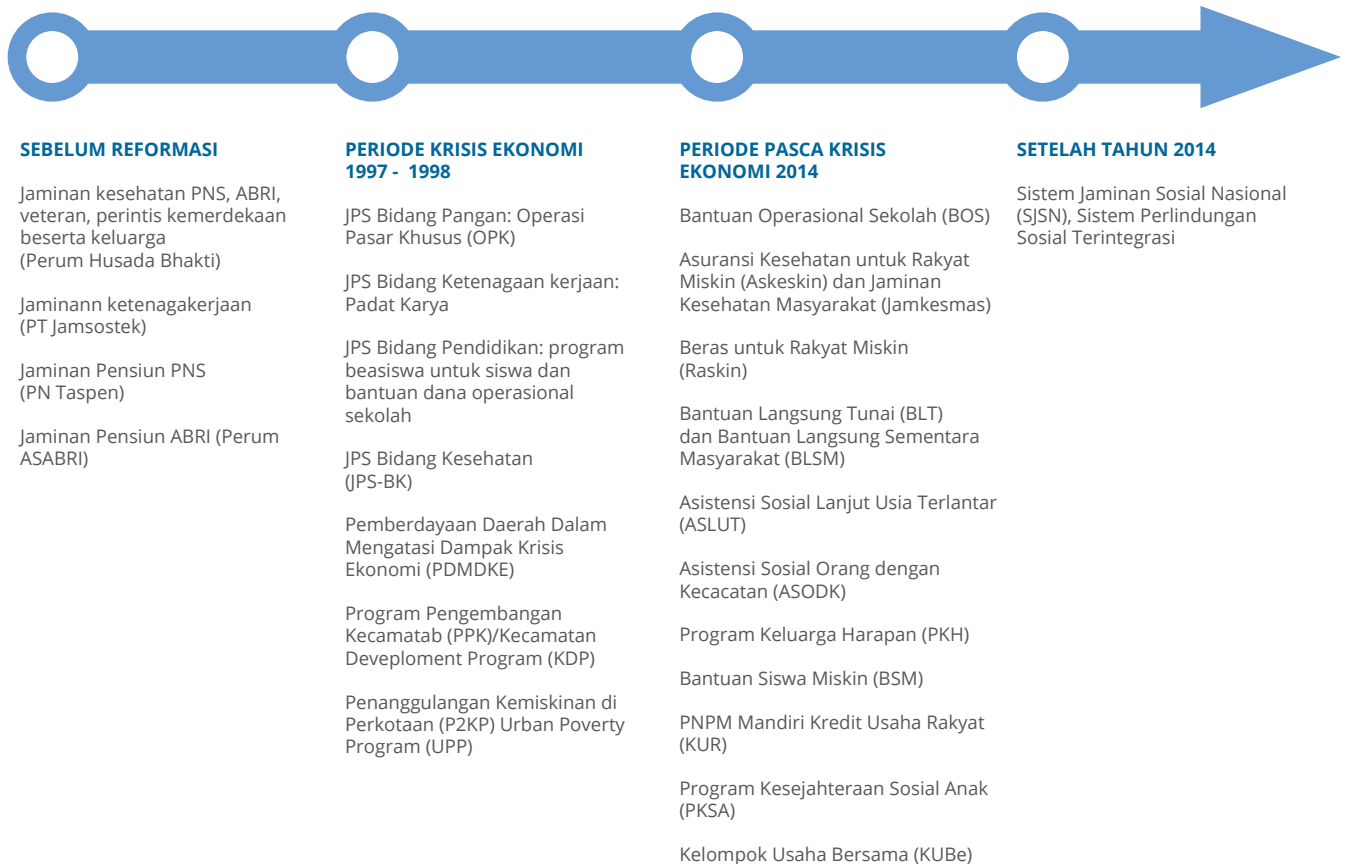 SEBELUM REFORMASI
Jaminan kesehatan PNS, ABRI,
veteran, perintis kemerdekaan
beserta keluarga
(Perum Husada Bhakti)
Jaminann ketenagakerjaan
(PT Jamsostek)
Jaminan Pensiun PNS
(PN Taspen)
Jaminan Pensiun ABRI (Perum
ASABRI)
PERIODE KRISIS EKONOMI
1997 - 1998
JPS Bidang Pangan: Operasi
Pasar Khusus (OPK)
JPS Bidang Ketenagaan kerjaan:
Padat Karya
JPS Bidang Pendidikan: program
beasiswa untuk siswa dan
bantuan dana operasional
sekolah
JPS Bidang Kesehatan
(JPS-BK)
Pemberdayaan Daerah Dalam
Mengatasi Dampak Krisis
Ekonomi (PDMDKE)
Program Pengembangan
Kecamatab (PPK)/Kecamatan
Deveploment Program (KDP)
Penanggulangan Kemiskinan di
Perkotaan (P2KP) Urban Poverty
Program (UPP)
PERIODE PASCA KRISIS
EKONOMI 2014
Bantuan Operasional Sekolah (BOS)
Asuransi Kesehatan untuk Rakyat
Miskin (Askeskin) dan Jaminan
Kesehatan Masyarakat (Jamkesmas)
Beras untuk Rakyat Miskin
(Raskin)
Bantuan Langsung Tunai (BLT)
dan Bantuan Langsung Sementara
Masyarakat (BLSM)
Asistensi Sosial Lanjut Usia Terlantar
(ASLUT)
Asistensi Sosial Orang dengan
Kecacatan (ASODK)
Program Keluarga Harapan (PKH)
Bantuan Siswa Miskin (BSM)
PNPM Mandiri Kredit Usaha Rakyat
(KUR)
Program Kesejahteraan Sosial Anak
(PKSA)
Kelompok Usaha Bersama (KUBe)
SETELAH TAHUN 2014
Sistem Jaminan Sosial Nasional
(SJSN), Sistem Perlindungan
Sosial Terintegrasi